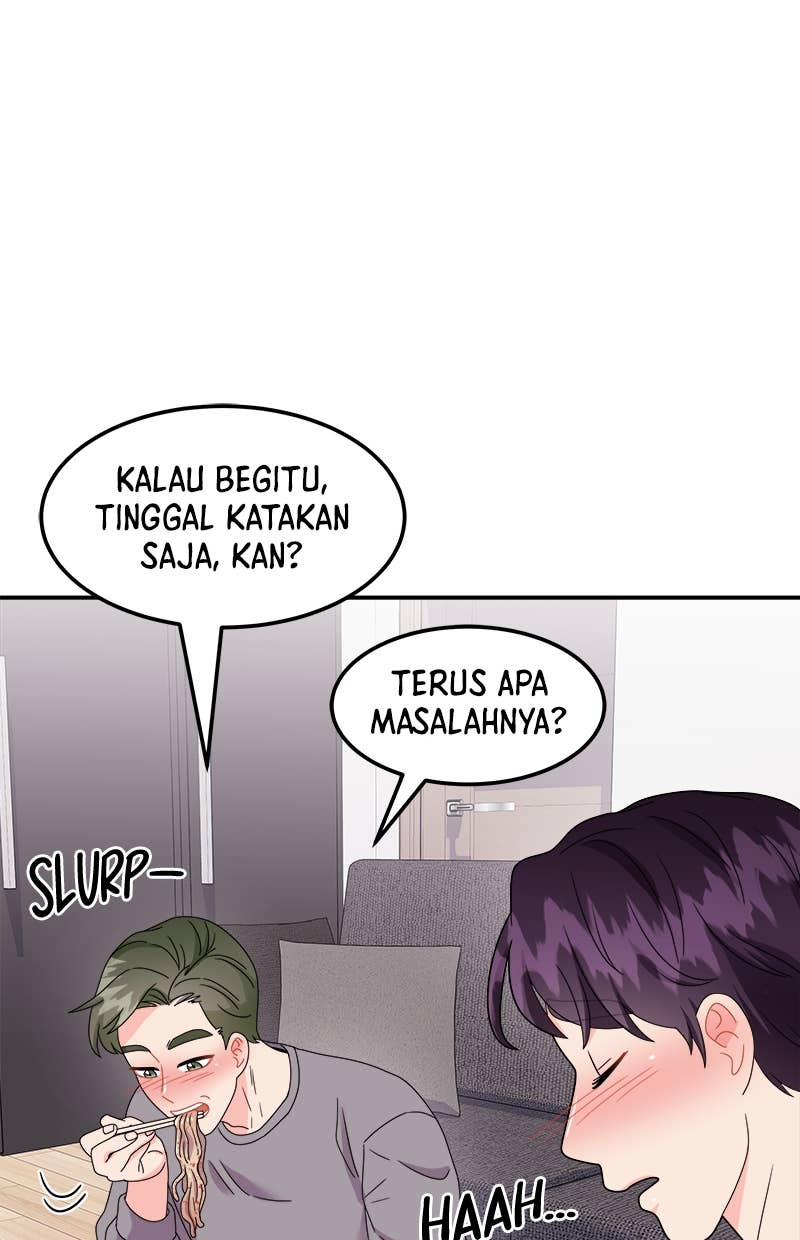 KALAU BEGITU,
TINGGAL KATAKAN
SAJA, KAN?
TERUS APA
MASALAHNYA?
SLURP—
HAAH...